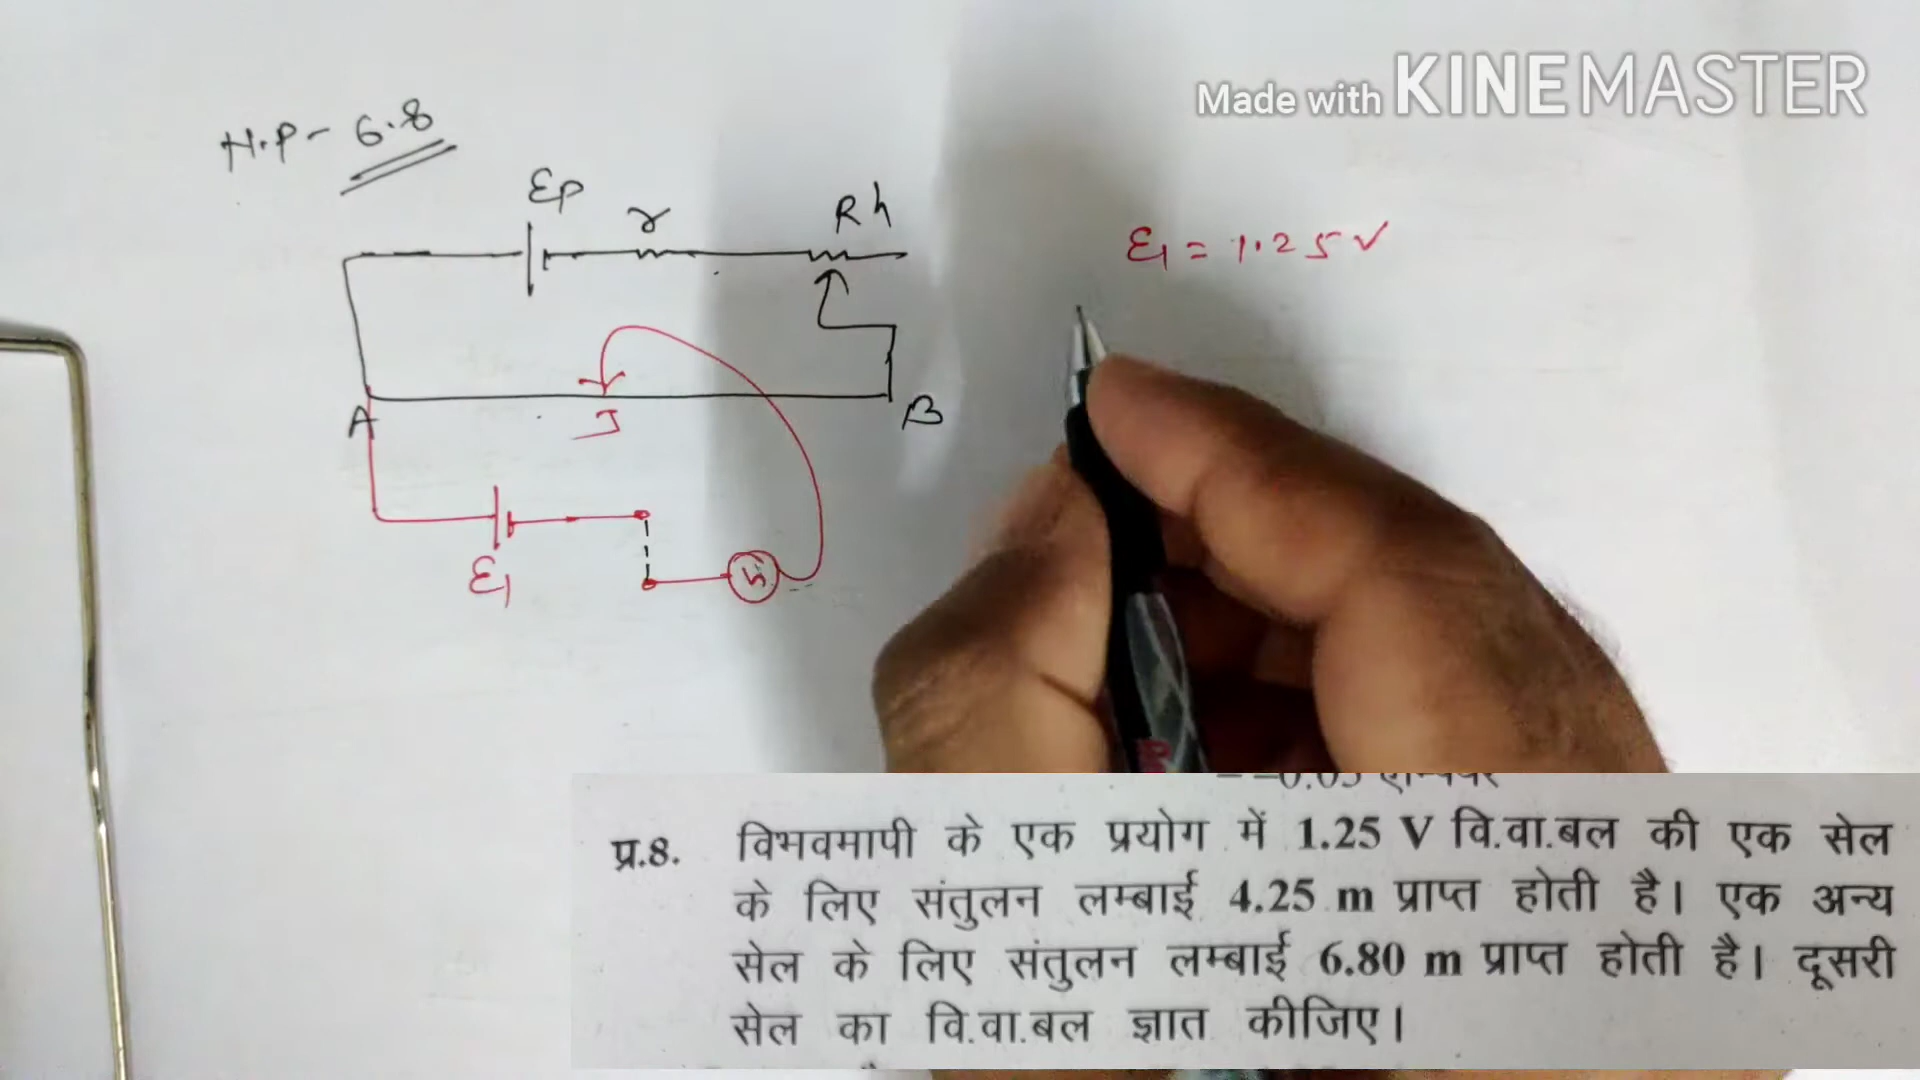 Made with KINEMASTER
N.P- 6.8
Ep
r
Rh
ε1 = 1.25 V
A
J
B
ε1
G
प्र.8. विभवमापी के एक प्रयोग में 1.25 V वि.वा.बल की एक सेल
के लिए संतुलन लम्बाई 4.25 m प्राप्त होती है। एक अन्य
सेल के लिए संतुलन लम्बाई 6.80 m प्राप्त होती है। दूसरी
सेल का वि.वा.बल ज्ञात कीजिए।